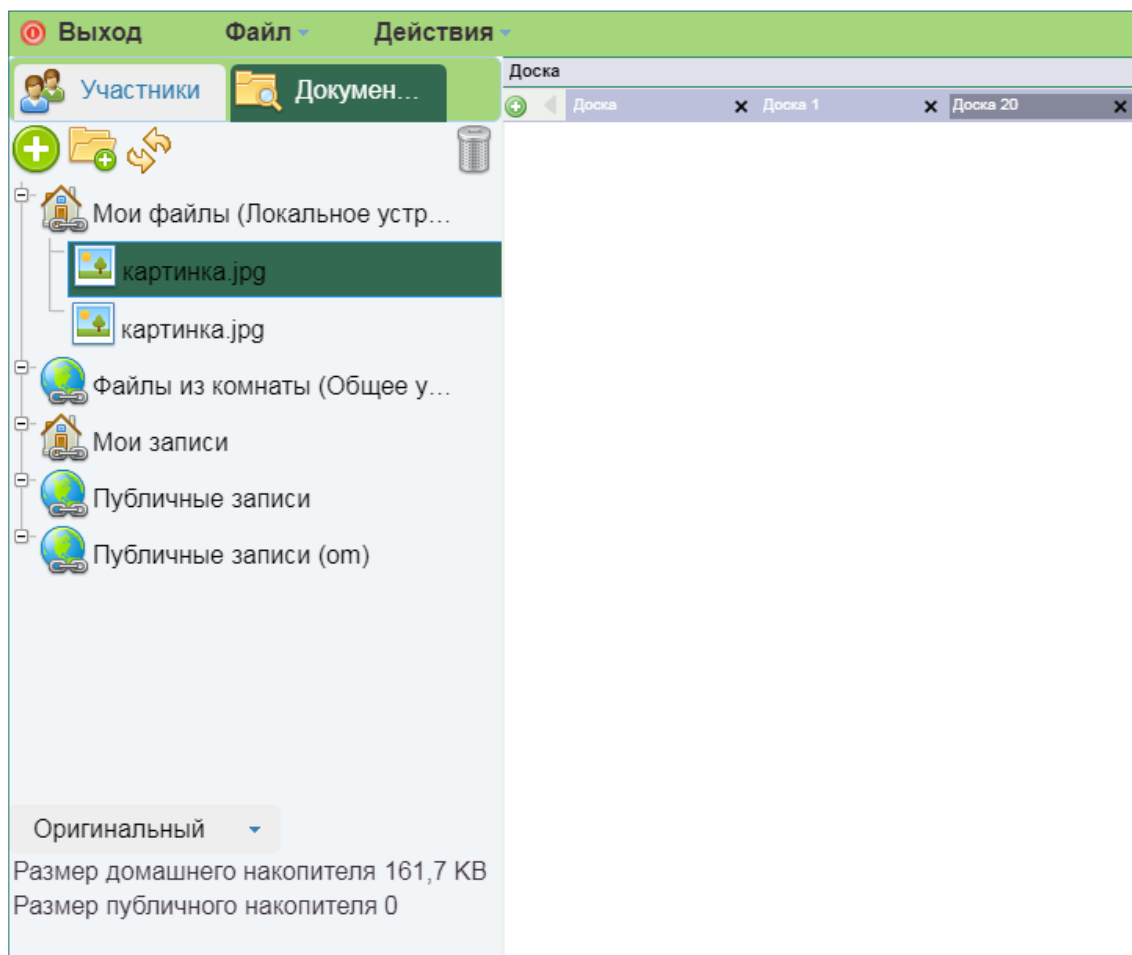 Выход Файл Действия
Участники Докумен...
Доска
Доска Доска 1 Доска 20
Мои файлы (Локальное устр...
картинка.jpg
картинка.jpg
Файлы из комнаты (Общее у...
Мои записи
Публичные записи
Публичные записи (om)
Оригинальный
Размер домашнего накопителя 161,7 KB
Размер публичного накопителя 0